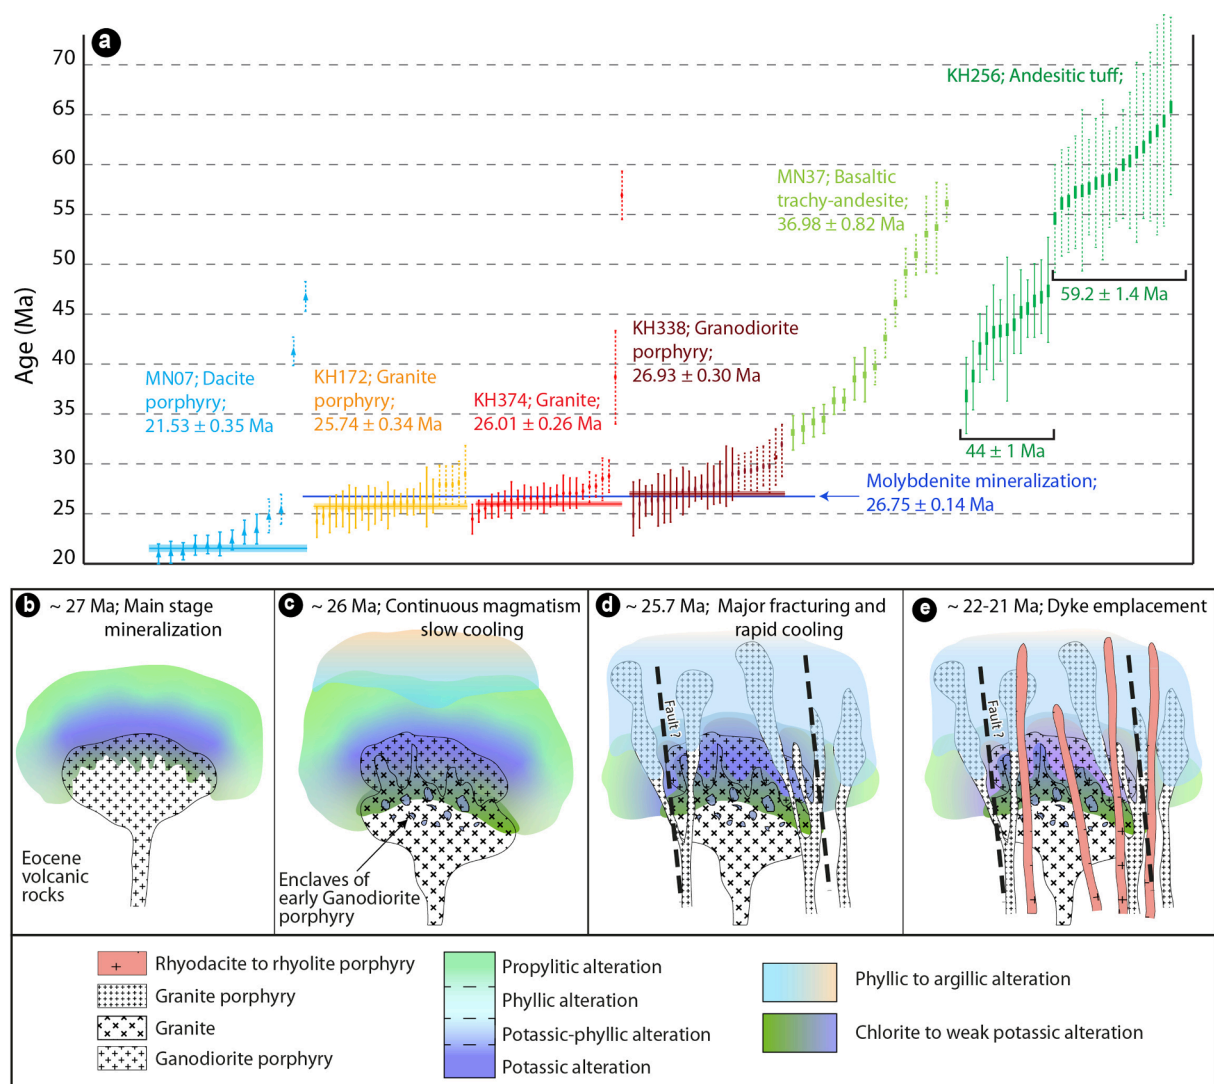 a
Age (Ma)
70
65
60
55
50
45
40
35
30
25
20
KH256; Andesitic tuff;
MN37; Basaltic
trachy-andesite;
36.98 ± 0.82 Ma
59.2 ± 1.4 Ma
KH338; Granodiorite
porphyry;
26.93 ± 0.30 Ma
MN07; Dacite
porphyry;
21.53 ± 0.35 Ma
KH172; Granite
porphyry;
25.74 ± 0.34 Ma
KH374; Granite;
26.01 ± 0.26 Ma
44 ± 1 Ma
Molybdenite mineralization;
26.75 ± 0.14 Ma
b ~ 27 Ma; Main stage
mineralization
Eocene
volcanic
rocks
c ~ 26 Ma; Continuous magmatism
slow cooling
Enclaves of
early Ganodiorite
porphyry
d ~ 25.7 Ma; Major fracturing and
rapid cooling
Fault ?
e ~ 22-21 Ma; Dyke emplacement
Fault ?
Rhyodacite to rhyolite porphyry
Granite porphyry
Granite
Ganodiorite porphyry
Propylitic alteration
Phyllic alteration
Potassic-phyllic alteration
Potassic alteration
Phyllic to argillic alteration
Chlorite to weak potassic alteration